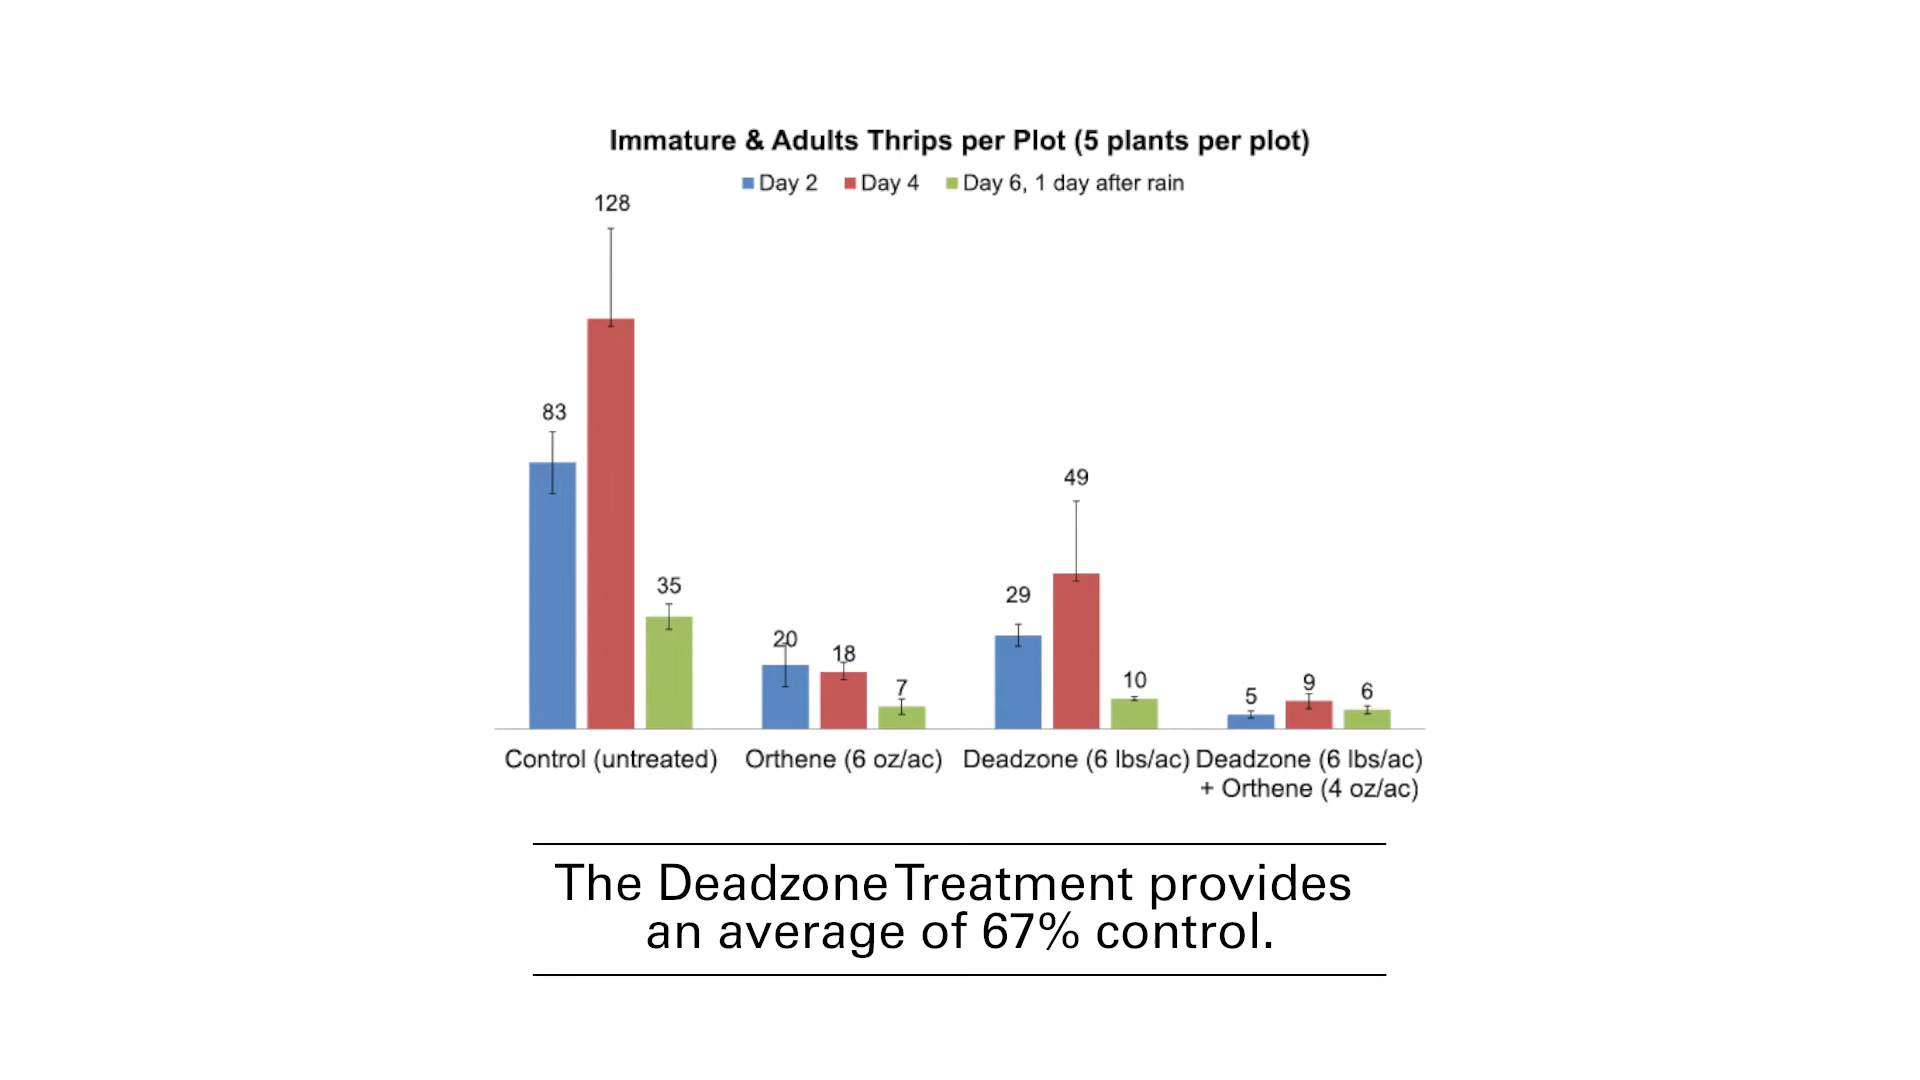 Immature & Adults Thrips per Plot (5 plants per plot)
Day 2 Day 4 Day 6, 1 day after rain
128
83
35
20
18
7
29
49
10
5
9
6
Control (untreated) Orthene (6 oz/ac) Deadzone (6 lbs/ac) Deadzone (6 lbs/ac)
+ Orthene (4 oz/ac)
The Deadzone Treatment provides
an average of 67% control.